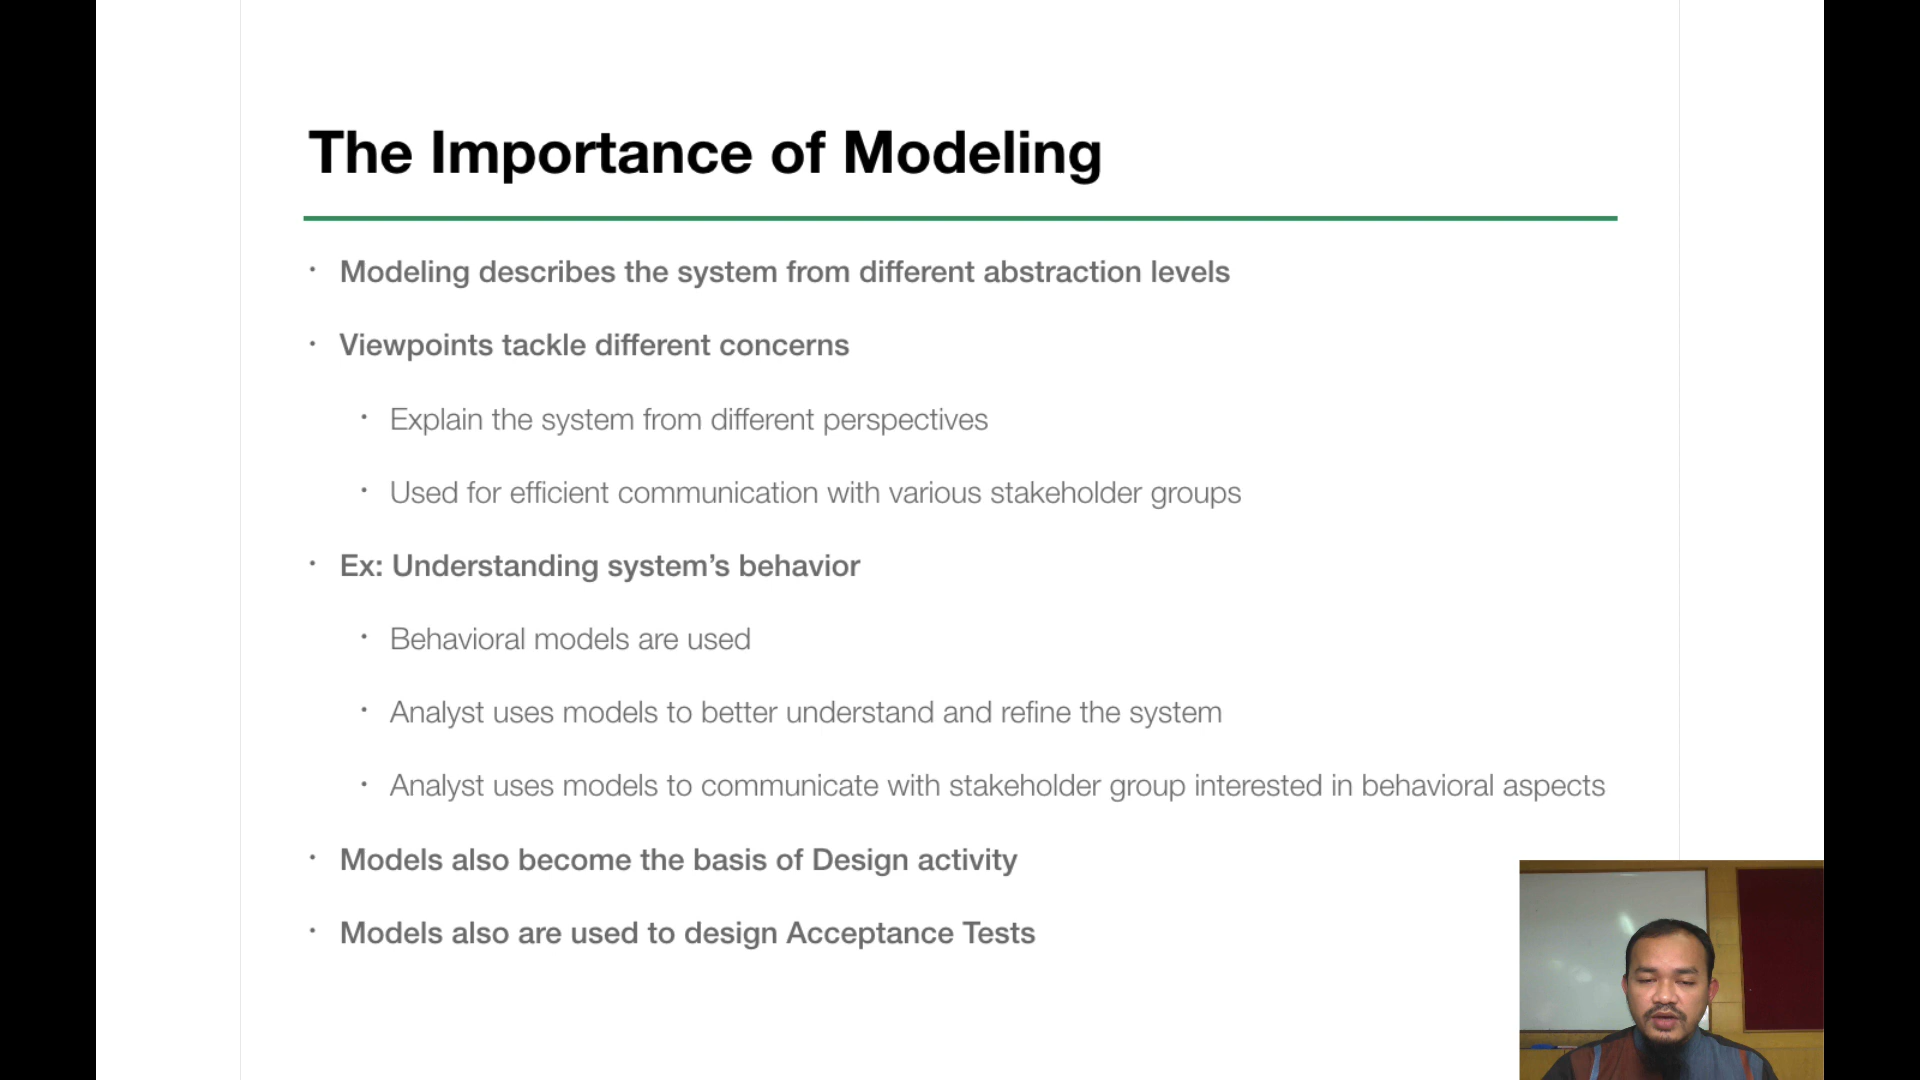 The Importance of Modeling
• Modeling describes the system from different abstraction levels
• Viewpoints tackle different concerns
• Explain the system from different perspectives
• Used for efficient communication with various stakeholder groups
• Ex: Understanding system’s behavior
• Behavioral models are used
• Analyst uses models to better understand and refine the system
• Analyst uses models to communicate with stakeholder group interested in behavioral aspects
• Models also become the basis of Design activity
• Models also are used to design Acceptance Tests